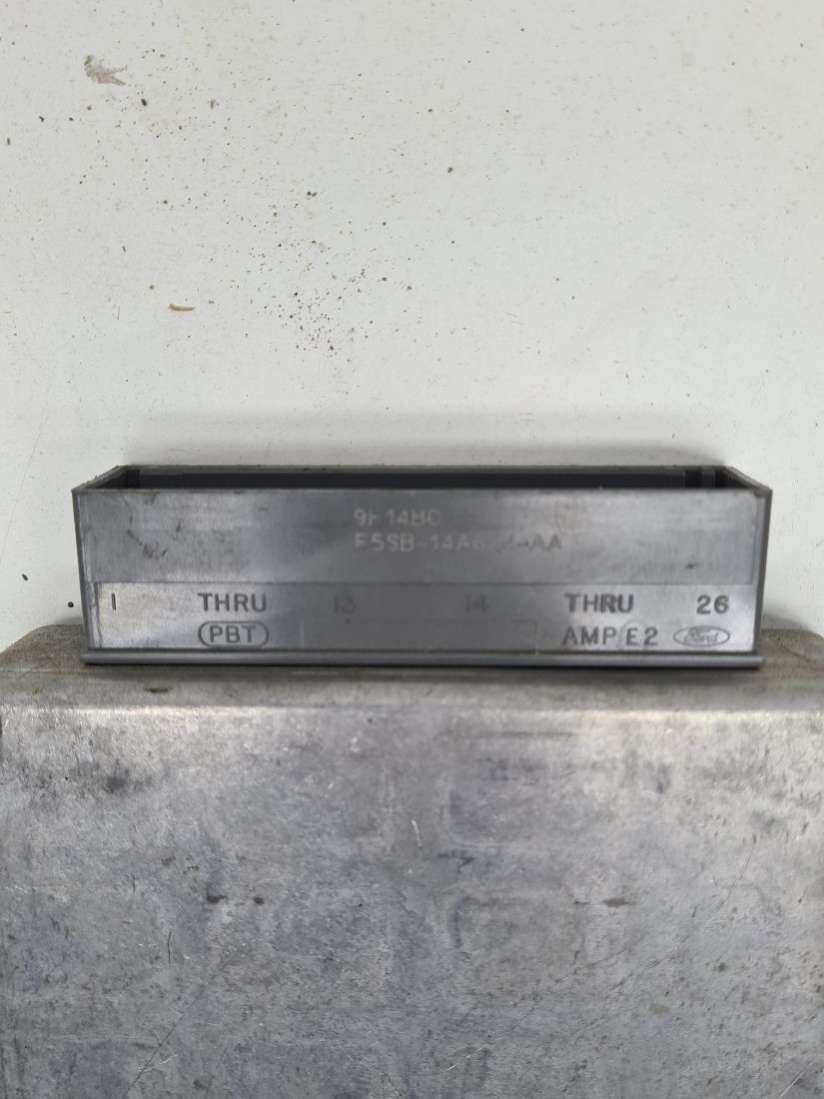 9F14BC
1 THRU 13 14 THRU 26
PBT AMP E2 Ford